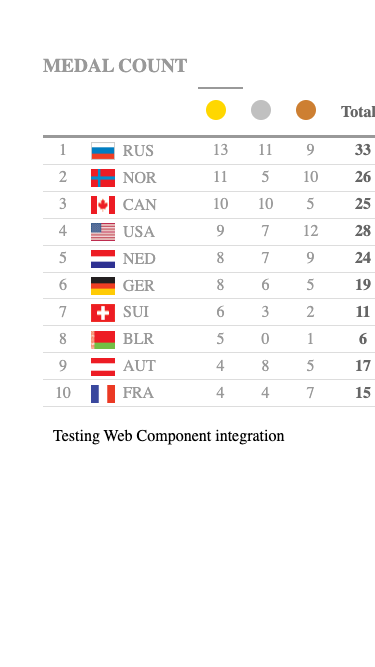 MEDAL COUNT
Total
1 RUS 13 11 9 33
2 NOR 11 5 10 26
3 CAN 10 10 5 25
4 USA 9 7 12 28
5 NED 8 7 9 24
6 GER 8 6 5 19
7 SUI 6 3 2 11
8 BLR 5 0 1 6
9 AUT 4 8 5 17
10 FRA 4 4 7 15
Testing Web Component integration